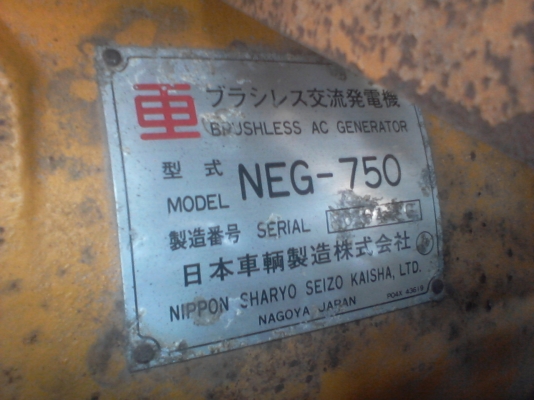 ブラシレス交流発電機
BRUSHLESS AC GENERATOR
型式
MODEL NEG-750
製造番号 SERIAL
日本車輌製造株式会社
NIPPON SHARYO SEIZO KAISHA, LTD.
NAGOYA JAPAN